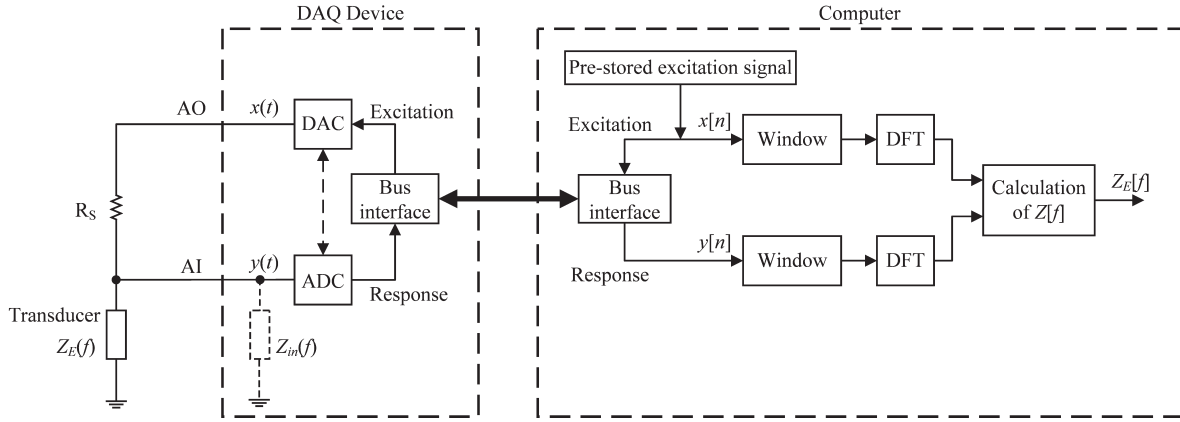 DAQ Device
Computer
Pre-stored excitation signal
AO
x(t)
DAC
Excitation
Excitation
x[n]
Window
DFT
Bus
interface
Bus
interface
Calculation
of Z[f]
Z_E[f]
R_S
AI
y(t)
ADC
Response
Response
y[n]
Window
DFT
Transducer
Z_E(f)
Z_in(f)